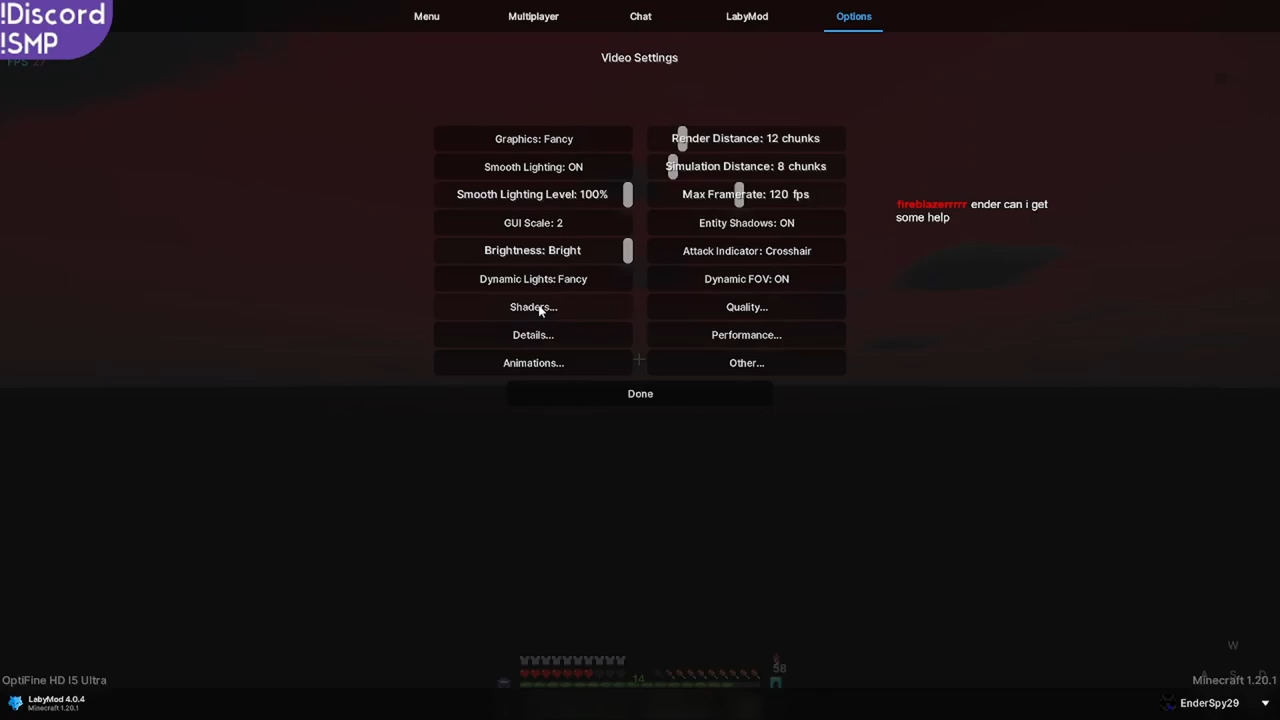 !Discord
!SMP
Menu
Multiplayer
Chat
LabyMod
Options
FPS 27
Video Settings
Graphics: Fancy
Render Distance: 12 chunks
Smooth Lighting: ON
Simulation Distance: 8 chunks
Smooth Lighting Level: 100%
Max Framerate: 120 fps
GUI Scale: 2
Entity Shadows: ON
Brightness: Bright
Attack Indicator: Crosshair
Dynamic Lights: Fancy
Dynamic FOV: ON
Shaders...
Quality...
Details...
Performance...
Animations...
Other...
Done
fireblazerrrrr ender can i get
some help
W
58
14
OptiFine HD I5 Ultra
Minecraft 1.20.1
LabyMod 4.0.4
Minecraft 1.20.1
EnderSpy29